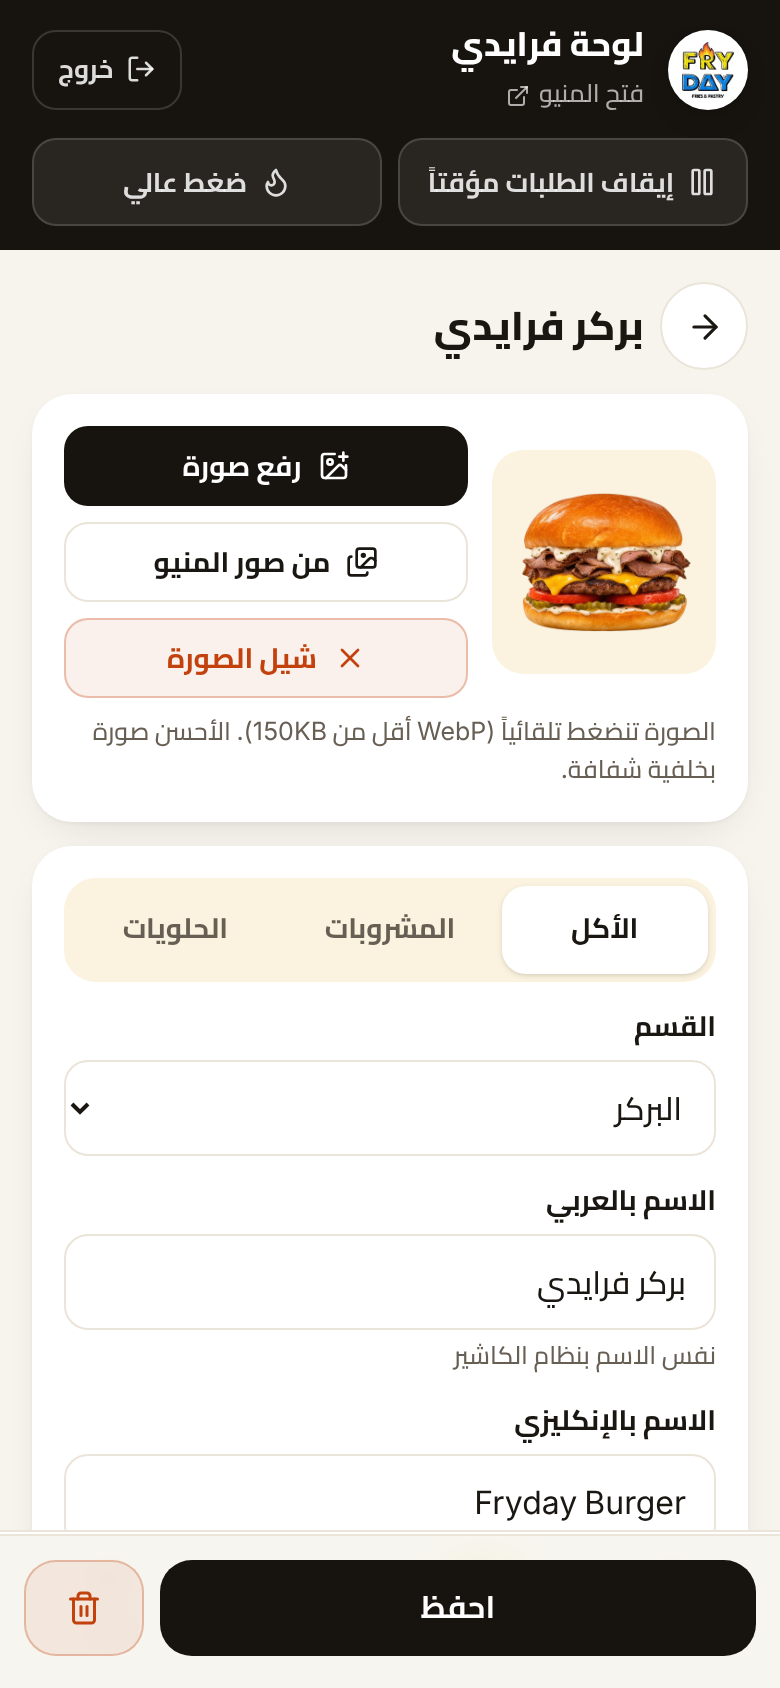 FRY
DAY
FRIES & PASTRY
لوحة فرايدي
فتح المنيو
خروج
إيقاف الطلبات مؤقتاً
ضغط عالي
بركر فرايدي
رفع صورة
من صور المنيو
شيل الصورة
الصورة تنضغط تلقائياً (WebP أقل من 150KB). الأحسن صورة
بخلفية شفافة.
الأكل
المشروبات
الحلويات
القسم
البركر
الاسم بالعربي
بركر فرايدي
نفس الاسم بنظام الكاشير
الاسم بالإنكليزي
Fryday Burger
احفظ